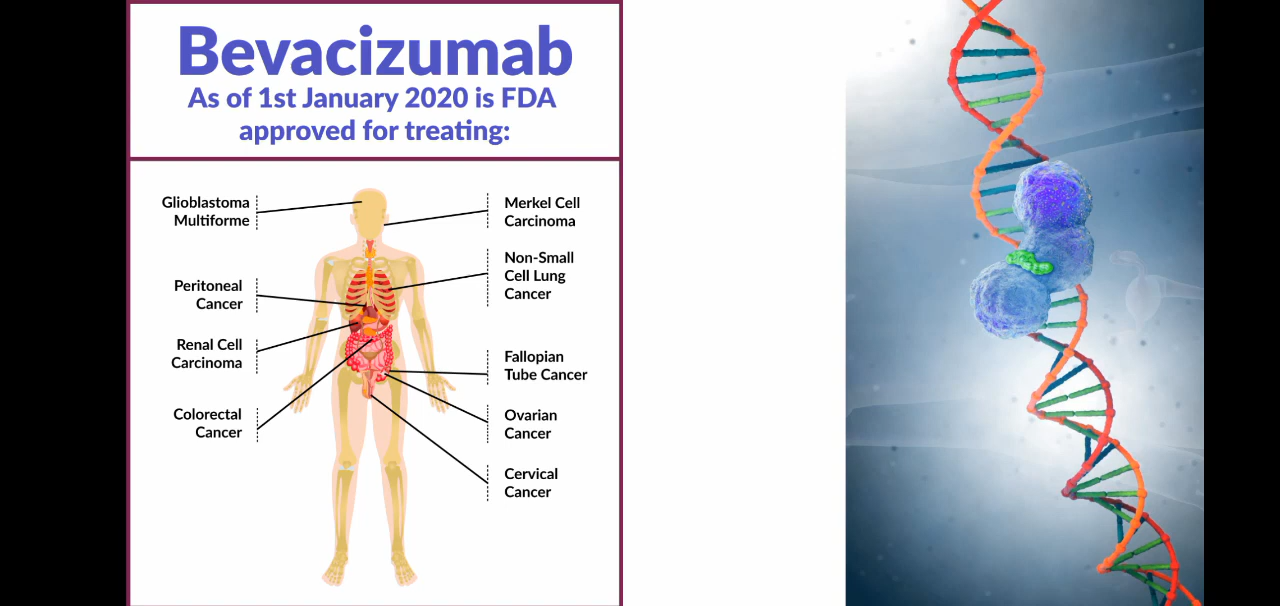 Bevacizumab
As of 1st January 2020 is FDA
approved for treating:
Glioblastoma
Multiforme
Peritoneal
Cancer
Renal Cell
Carcinoma
Colorectal
Cancer
Merkel Cell
Carcinoma
Non-Small
Cell Lung
Cancer
Fallopian
Tube Cancer
Ovarian
Cancer
Cervical
Cancer